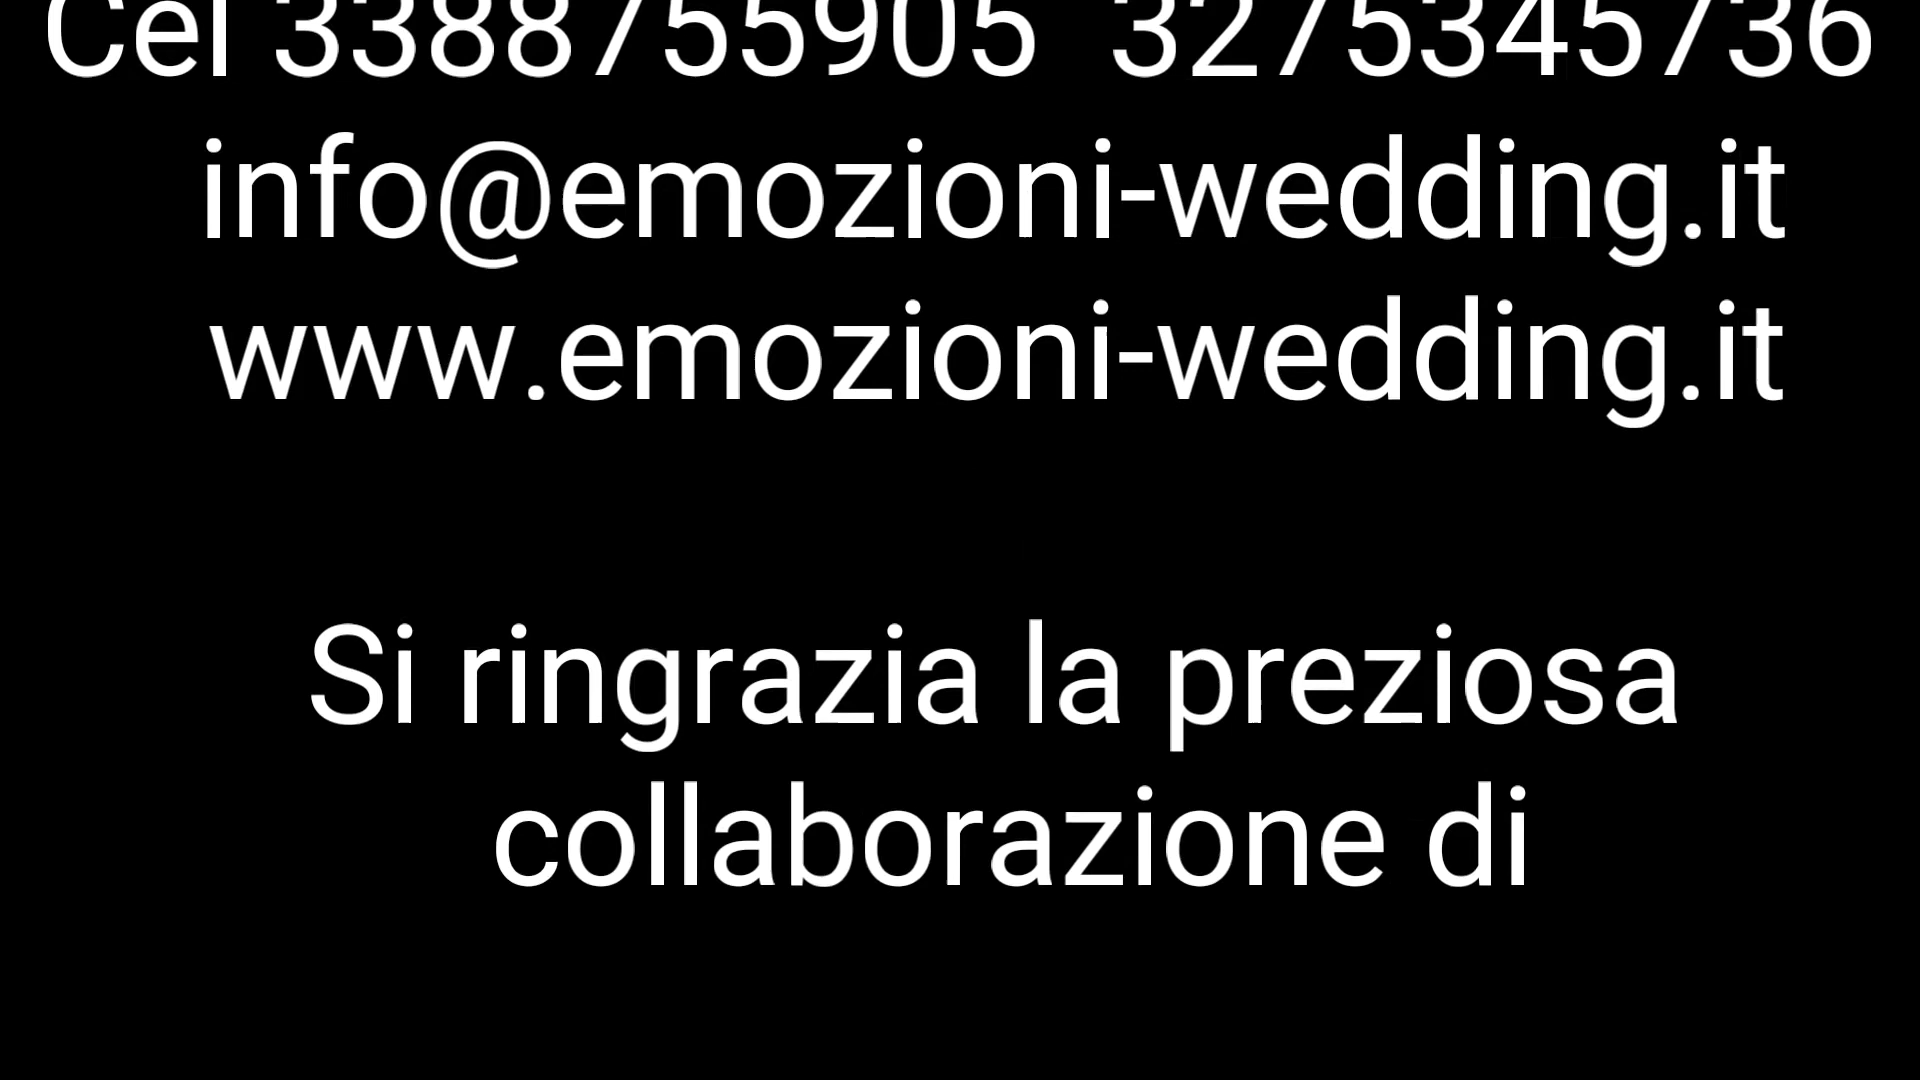 Cel 3388755905 3275345736
info@emozioni-wedding.it
www.emozioni-wedding.it
Si ringrazia la preziosa
collaborazione di